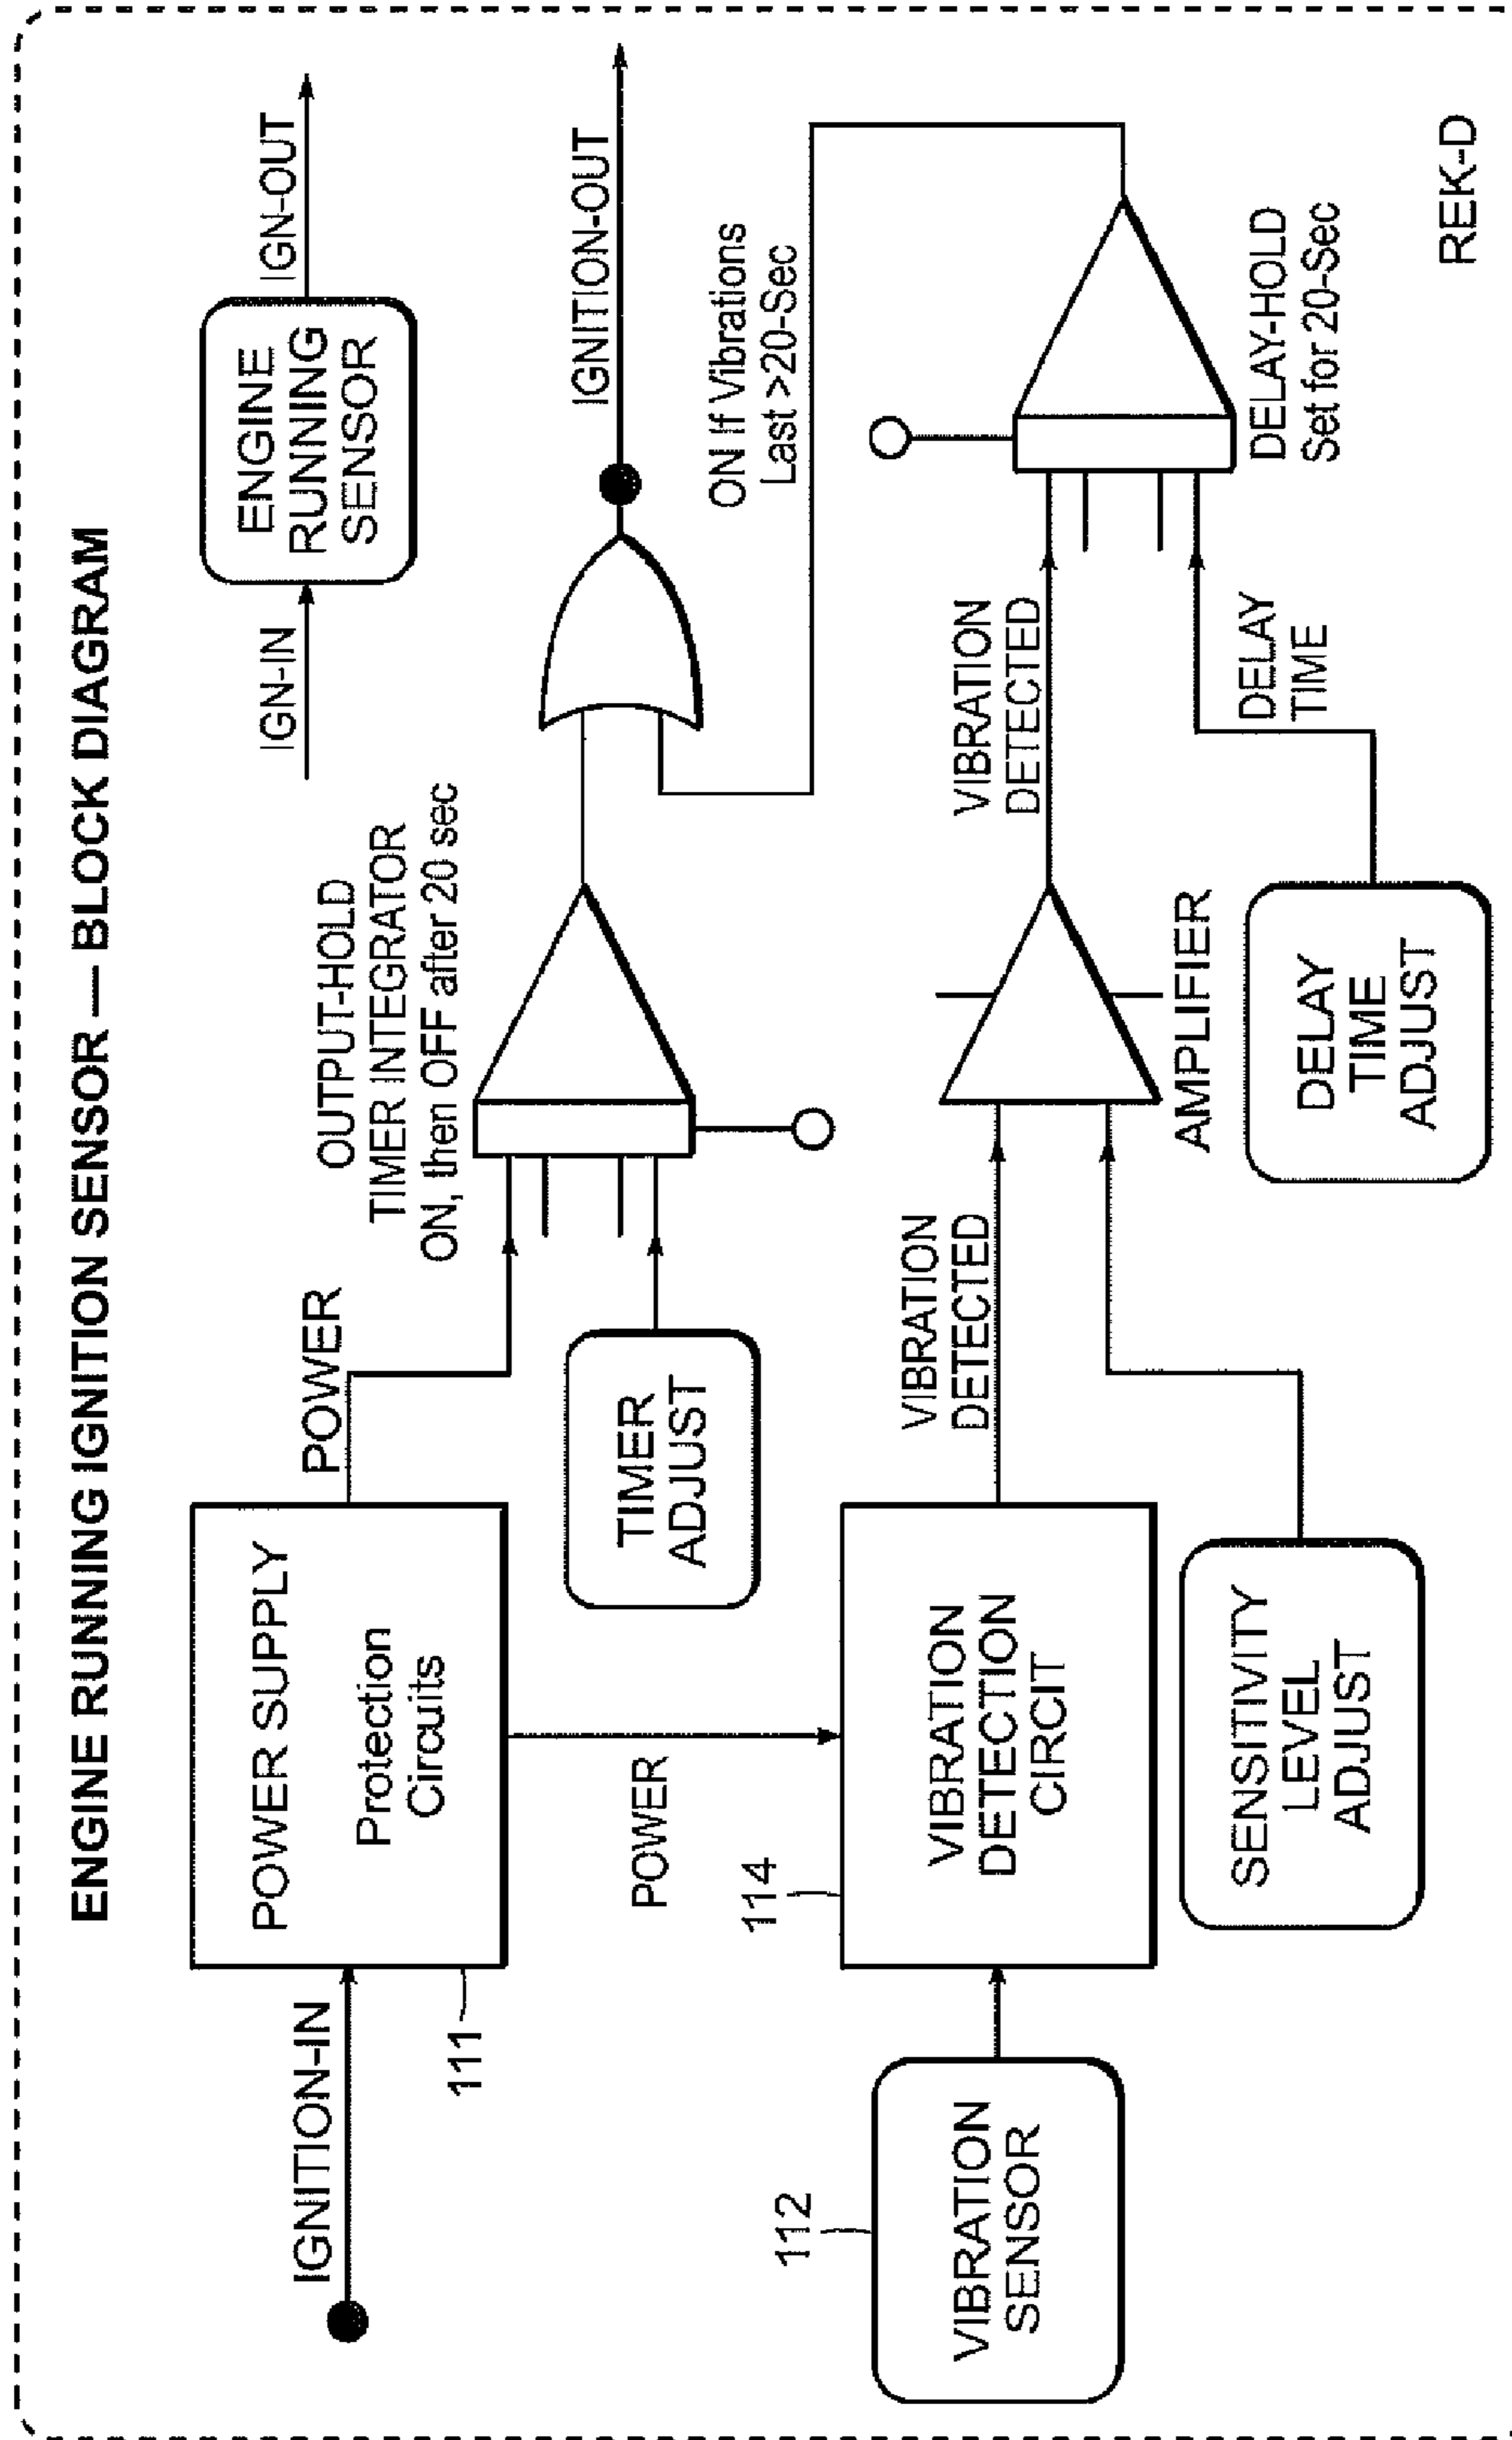 ENGINE RUNNING IGNITION SENSOR — BLOCK DIAGRAM
IGNITION-IN
111
POWER SUPPLY
Protection
Circuits
POWER
OUTPUT-HOLD
TIMER INTEGRATOR
ON, then OFF after 20 sec
TIMER
ADJUST
IGN-IN
ENGINE
RUNNING
SENSOR
IGN-OUT
IGNITION-OUT
ON If Vibrations
Last >20-Sec
POWER
112
VIBRATION
SENSOR
114
VIBRATION
DETECTION
CIRCIT
VIBRATION
DETECTED
AMPLIFIER
VIBRATION
DETECTED
SENSITIVITY
LEVEL
ADJUST
DELAY
TIME
ADJUST
DELAY
TIME
DELAY-HOLD
Set for 20-Sec
REK-D